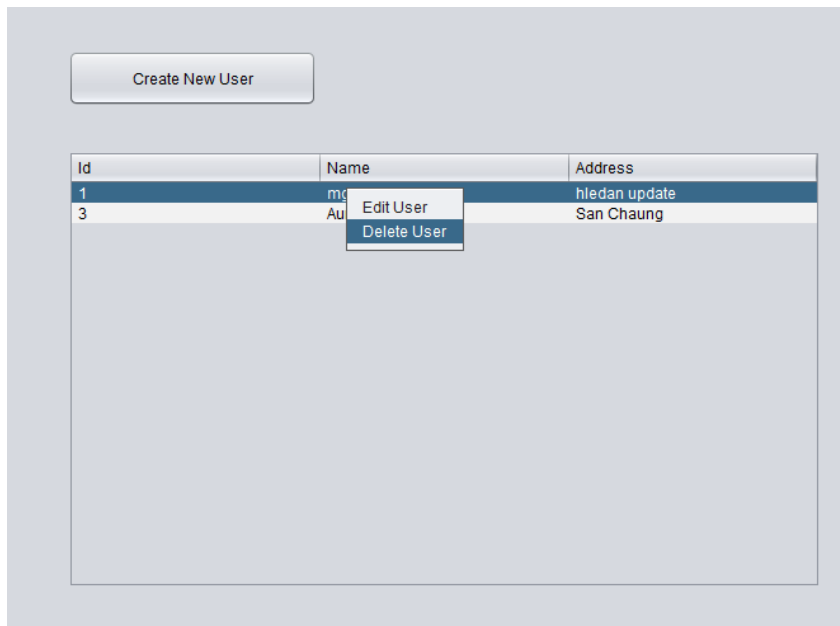 Create New User
Id Name Address
1 hledan update
3 San Chaung
Edit User
Delete User